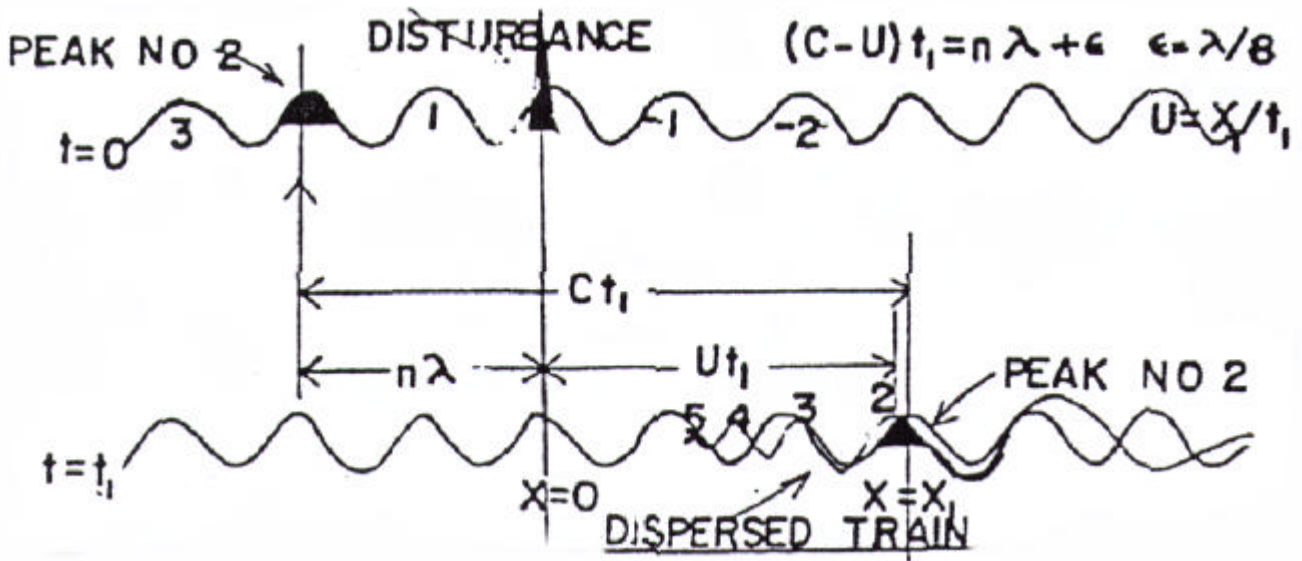 DISTURBANCE
(C-U)t₁=nλ+ε ε=λ/8
PEAK NO 2
3 1 -1 -2
U=X₁/t₁
t=0
Ct₁
nλ
Ut₁
PEAK NO 2
5 4 3 2
t=t₁
X=0
X=X₁
DISPERSED TRAIN